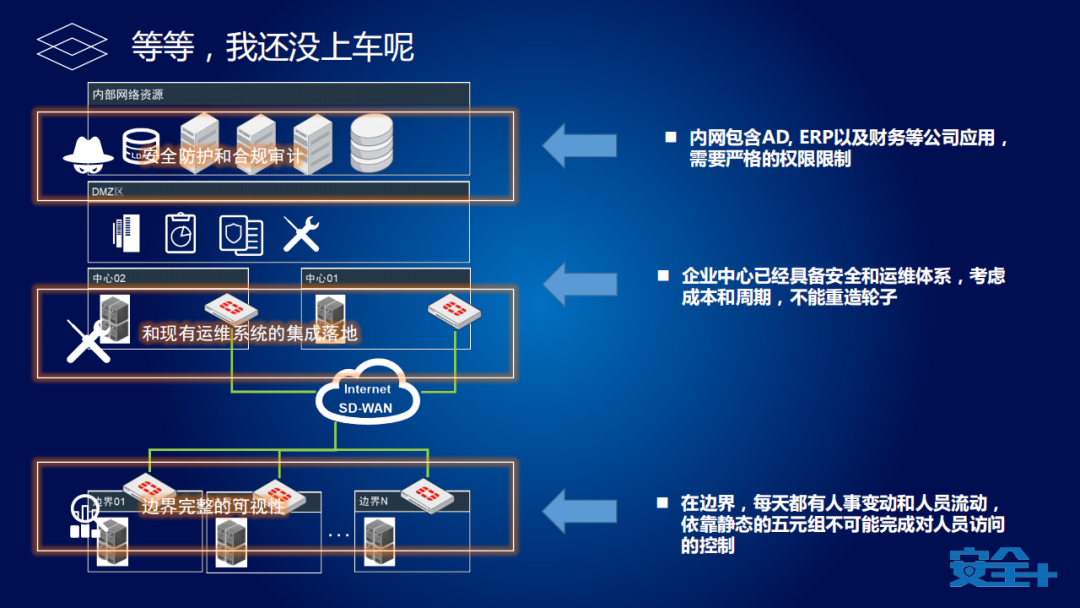 等等，我还没上车呢
内部网络资源
安全防护和合规审计
DMZ区
中心02
中心01
和现有运维系统的集成落地
Internet
SD-WAN
边界01
边界完整的可视性
边界N
...
■ 内网包含AD, ERP以及财务等公司应用，
需要严格的权限限制
■ 企业中心已经具备安全和运维体系，考虑
成本和周期，不能重造轮子
■ 在边界，每天都有人事变动和人员流动，
依靠静态的五元组不可能完成对人员访问
的控制
安全+